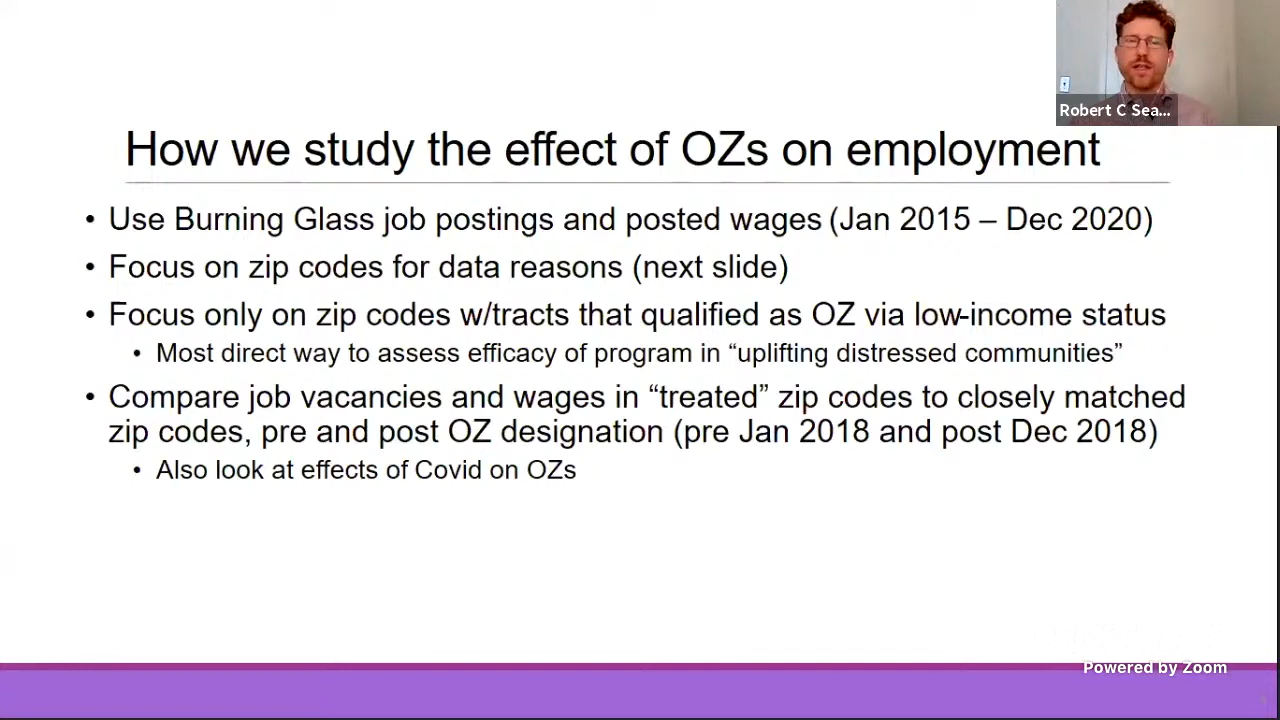 Robert C Sea...
How we study the effect of OZs on employment
• Use Burning Glass job postings and posted wages (Jan 2015 – Dec 2020)
• Focus on zip codes for data reasons (next slide)
• Focus only on zip codes w/tracts that qualified as OZ via low-income status
• Most direct way to assess efficacy of program in “uplifting distressed communities”
• Compare job vacancies and wages in “treated” zip codes to closely matched
zip codes, pre and post OZ designation (pre Jan 2018 and post Dec 2018)
• Also look at effects of Covid on OZs
Powered by Zoom